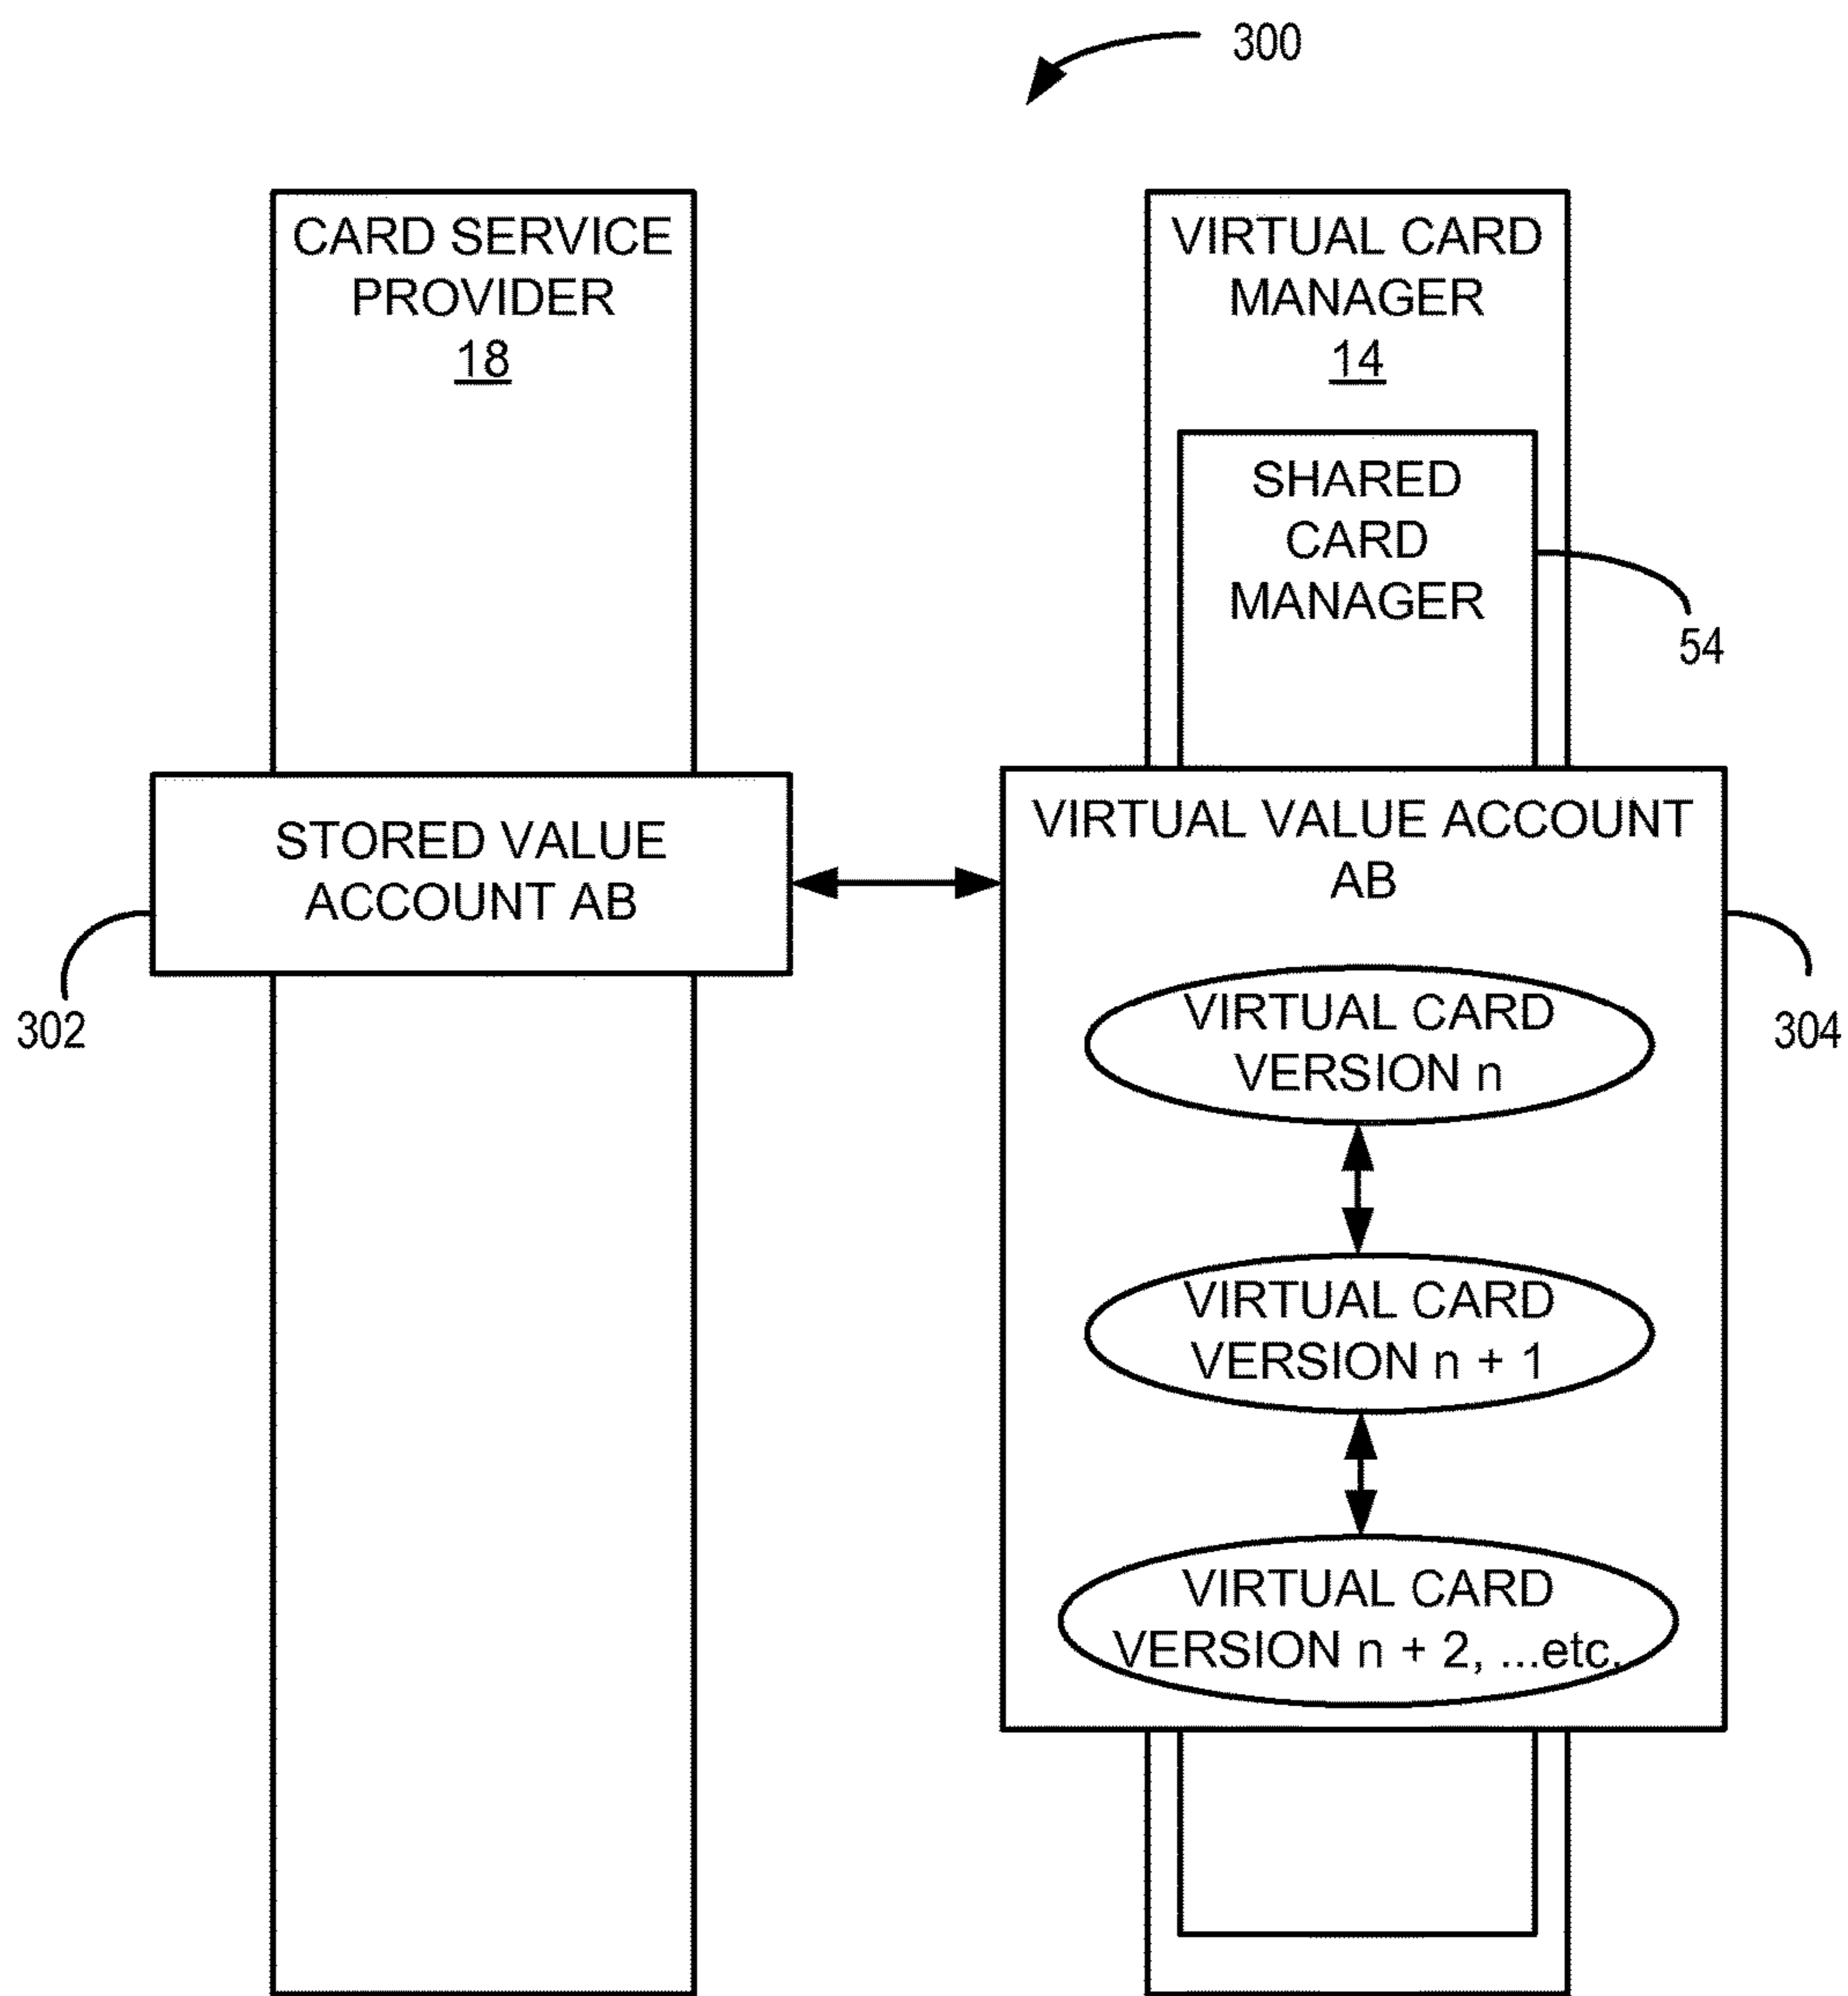 300
CARD SERVICE
PROVIDER
18
VIRTUAL CARD
MANAGER
14
SHARED
CARD
MANAGER
54
STORED VALUE
ACCOUNT AB
302
VIRTUAL VALUE ACCOUNT
AB
304
VIRTUAL CARD
VERSION n
VIRTUAL CARD
VERSION n + 1
VIRTUAL CARD
VERSION n + 2, ...etc.